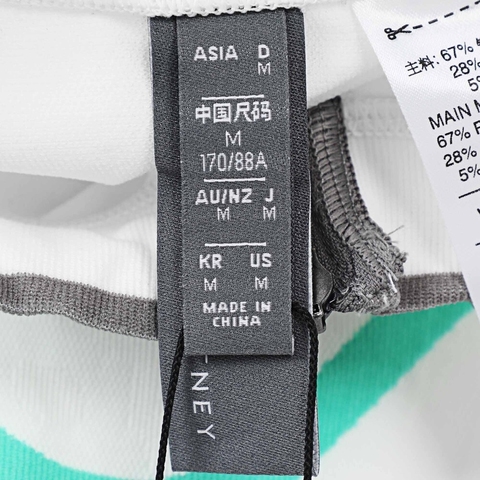 ASIA D
M
中国尺码
M
170/88A
AU/NZ J
M M
KR US
M M
MADE IN
CHINA
NEY
主料: 67%
28%
5%
MAIN
67%
28%
5%